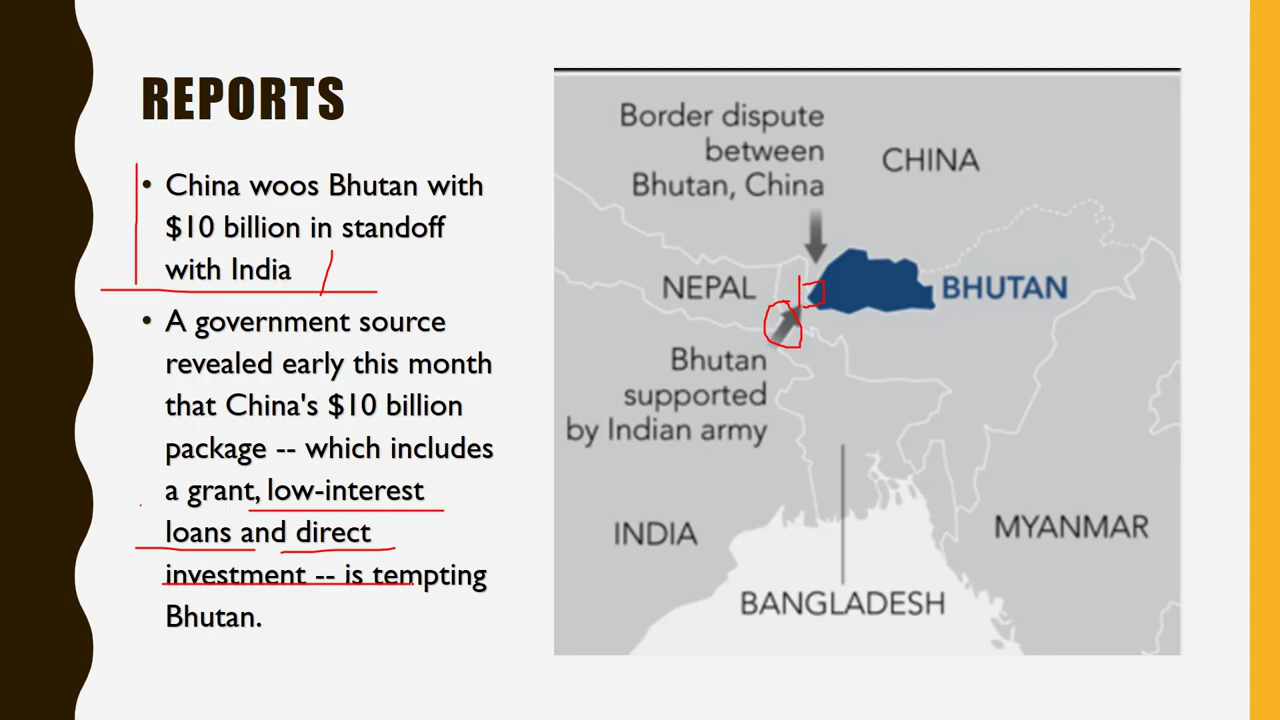 REPORTS
• China woos Bhutan with
$10 billion in standoff
with India
• A government source
revealed early this month
that China's $10 billion
package -- which includes
a grant, low-interest
loans and direct
investment -- is tempting
Bhutan.
Border dispute
between
Bhutan, China
CHINA
NEPAL
BHUTAN
Bhutan
supported
by Indian army
INDIA
MYANMAR
BANGLADESH